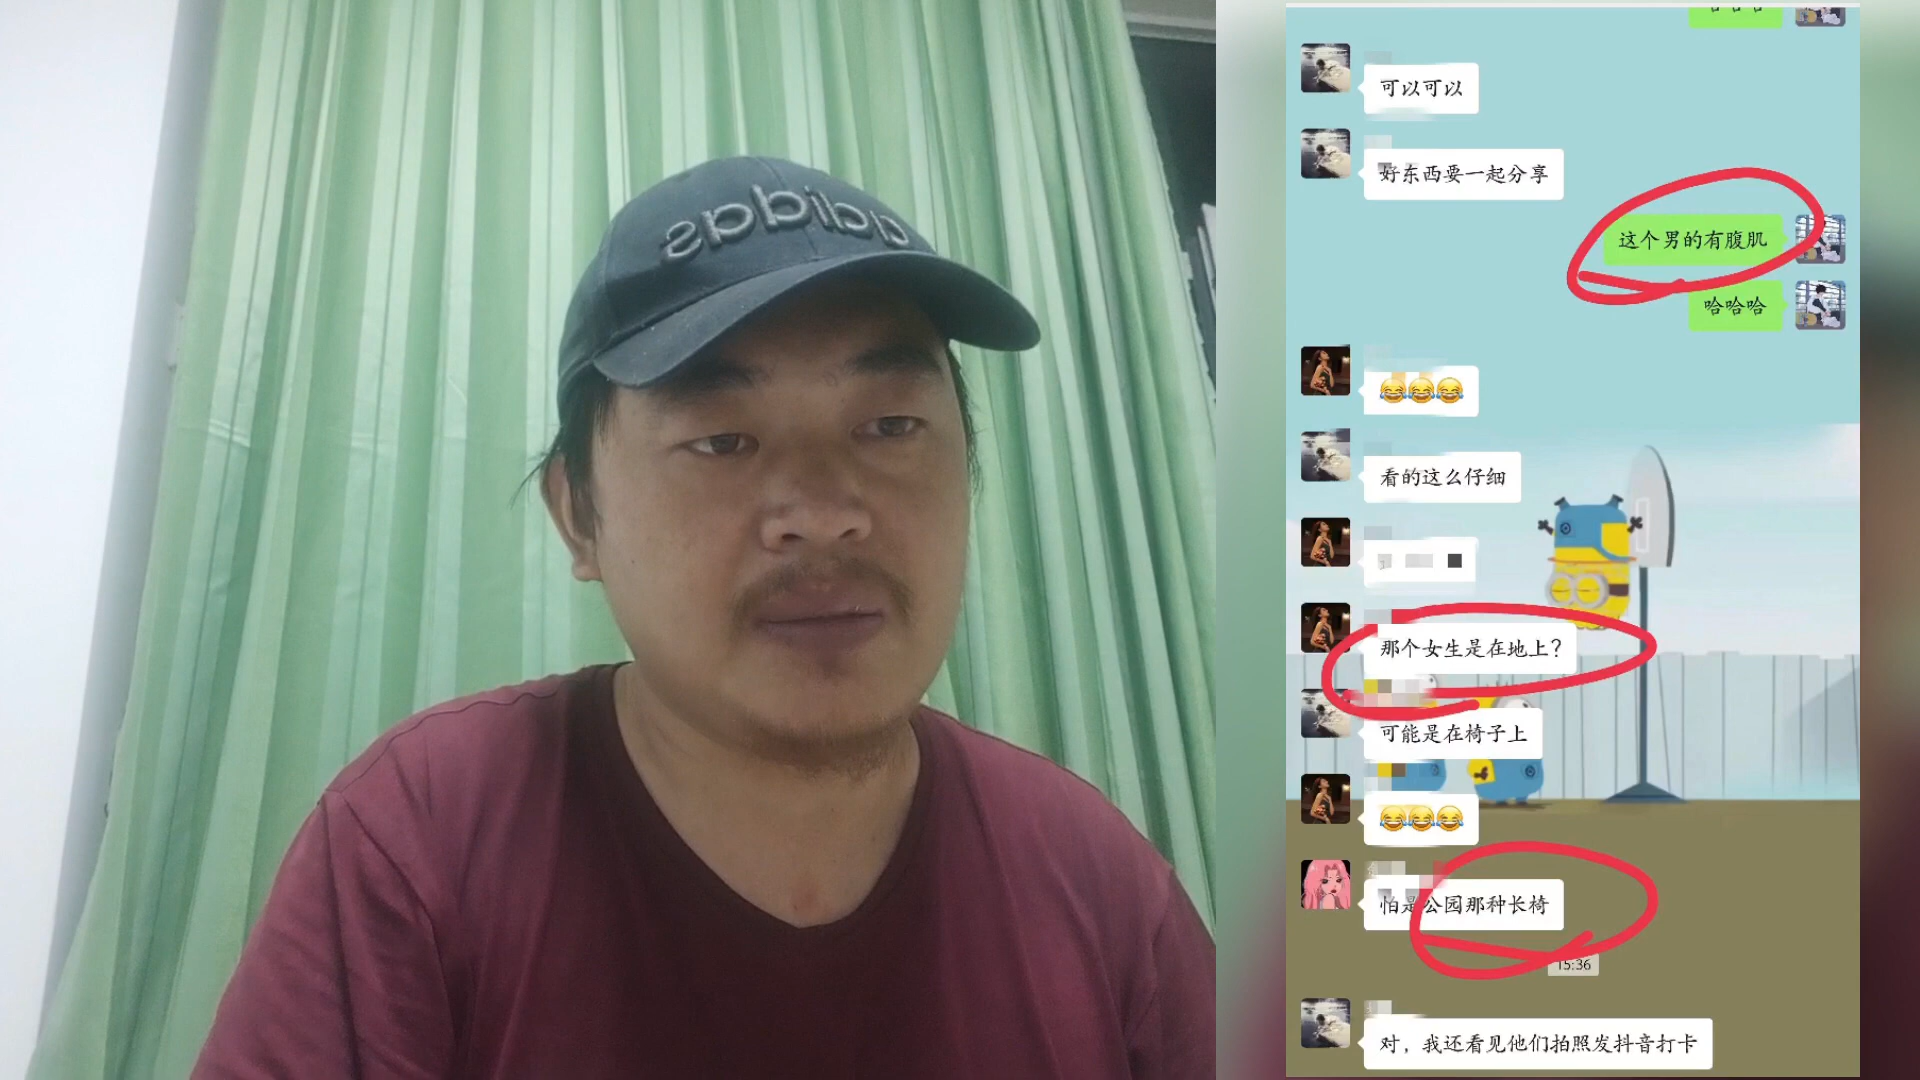 adidas
哈哈哈
可以可以
好东西要一起分享
这个男的有腹肌
哈哈哈
😂😂😂
看的这么仔细
那个女生是在地上?
可能是在椅子上
😂😂😂
怕是公园那种长椅
15:36
对，我还看见他们拍照发抖音打卡